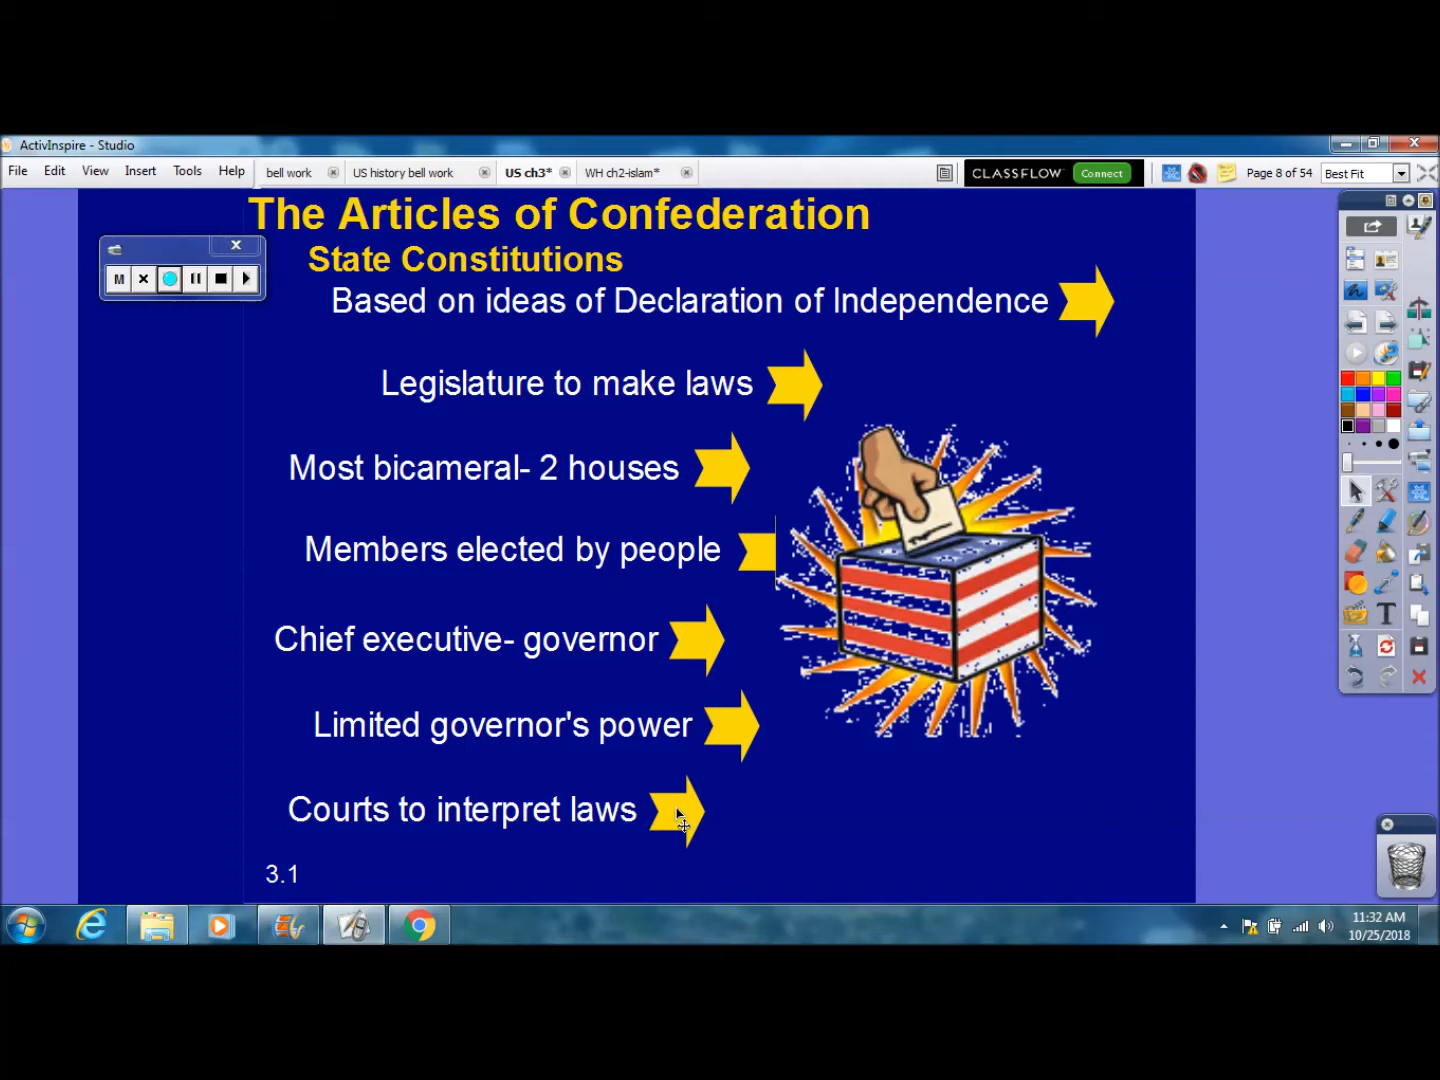 ActivInspire - Studio
File Edit View Insert Tools Help
bell work
US history bell work
US ch3*
WH ch2-islam*
CLASSFLOW
Connect
Page 8 of 54
Best Fit
The Articles of Confederation
State Constitutions
M
Based on ideas of Declaration of Independence
Legislature to make laws
Most bicameral- 2 houses
Members elected by people
Chief executive- governor
Limited governor's power
Courts to interpret laws
3.1
11:32 AM
10/25/2018